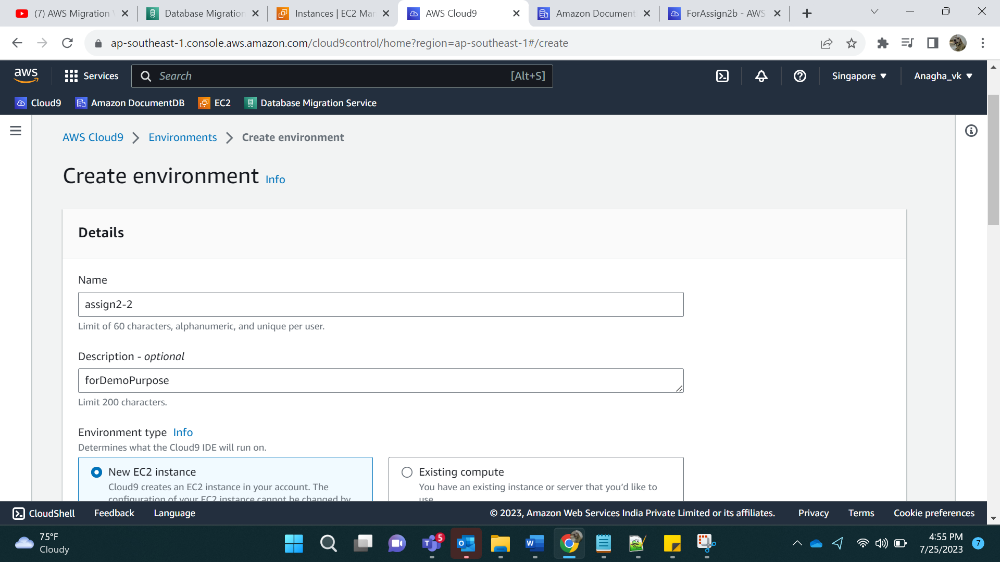 (7) AWS Migration
Database Migration
Instances | EC2 Mar
AWS Cloud9
Amazon Document
ForAssign2b - AWS
ap-southeast-1.console.aws.amazon.com/cloud9control/home?region=ap-southeast-1#/create
aws
Services
Search
[Alt+S]
Singapore
Anagha_vk
Cloud9
Amazon DocumentDB
EC2
Database Migration Service
AWS Cloud9
Environments
Create environment
Create environment Info
Details
Name
assign2-2
Limit of 60 characters, alphanumeric, and unique per user.
Description - optional
forDemoPurpose
Limit 200 characters.
Environment type Info
Determines what the Cloud9 IDE will run on.
New EC2 instance
Cloud9 creates an EC2 instance in your account. The
configuration of your EC2 instance cannot be changed by
Existing compute
You have an existing instance or server that you'd like to
use.
CloudShell
Feedback
Language
© 2023, Amazon Web Services India Private Limited or its affiliates.
Privacy
Terms
Cookie preferences
75°F
Cloudy
5
4:55 PM
7/25/2023
7